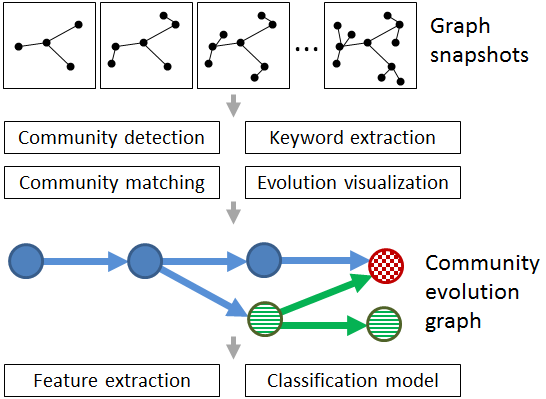 Graph
snapshots
Community detection
Keyword extraction
Community matching
Evolution visualization
Community
evolution
graph
Feature extraction
Classification model